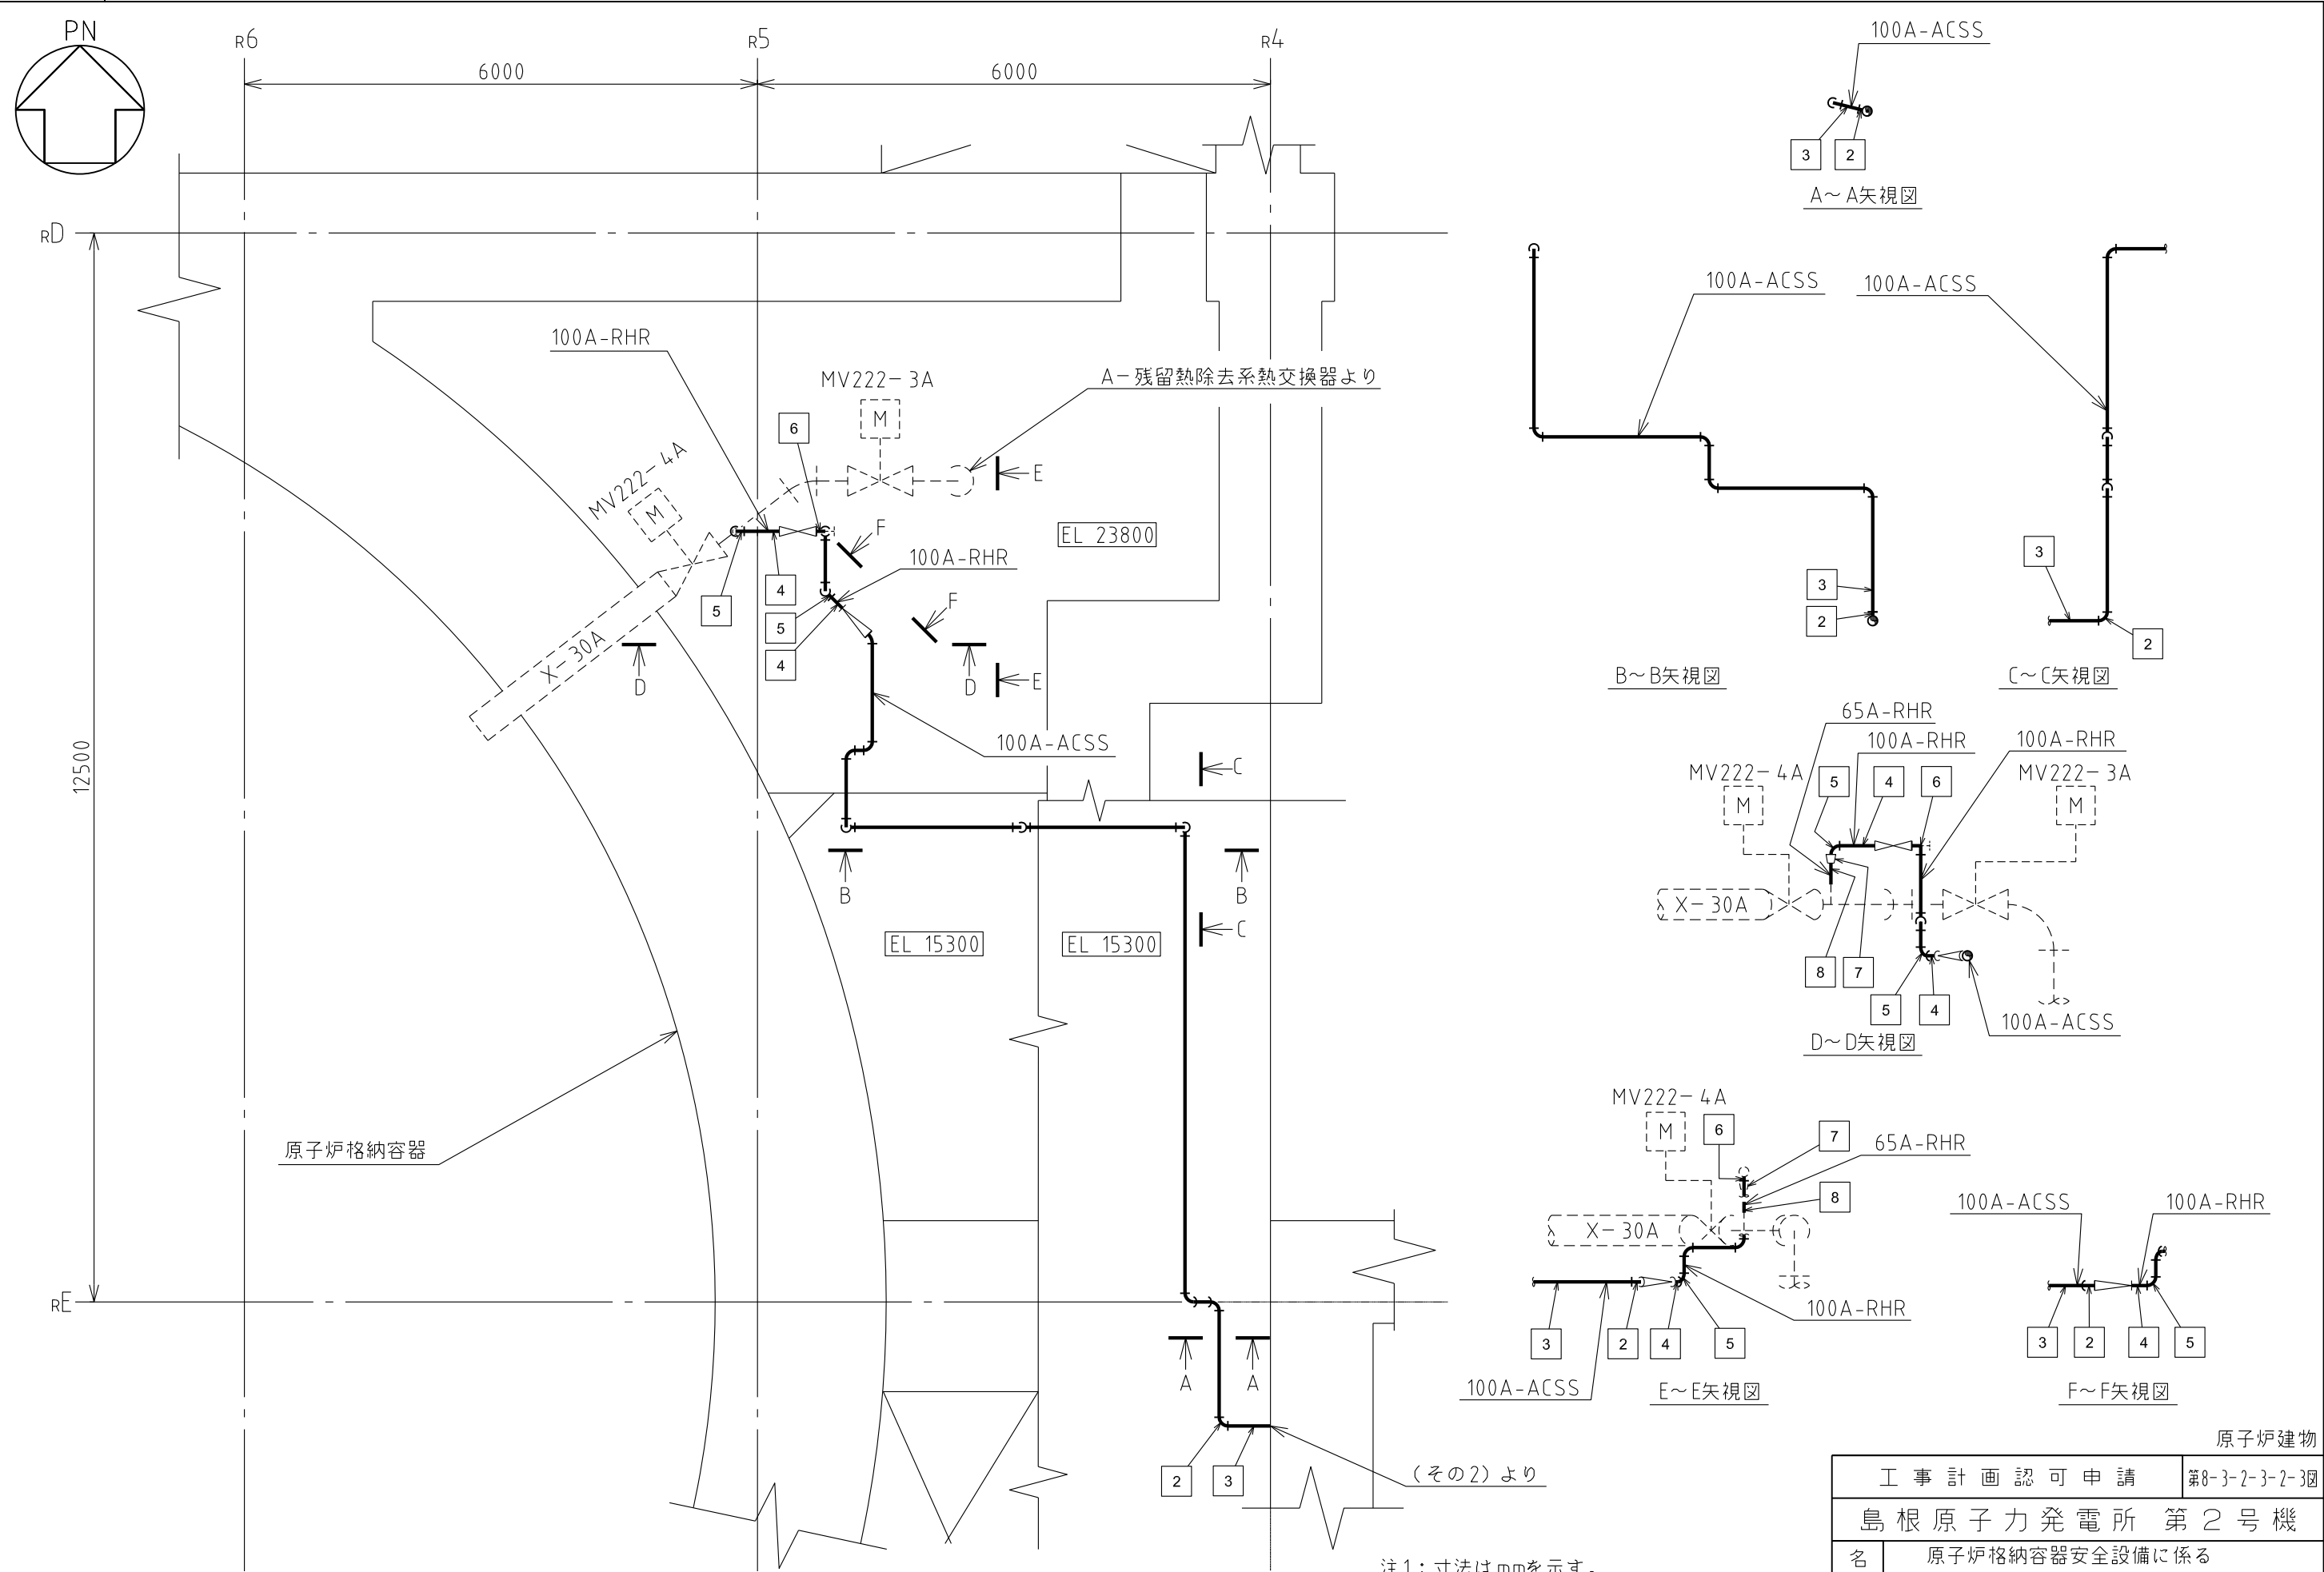 PN
R6
R5
R4
6000
6000
RD
12500
RE
100A-RHR
MV222-3A
M
A-残留熱除去系熱交換器より
6
MV222-4A
M
E
F
EL 23800
100A-RHR
5
4
5
4
F
X-30A
D
D
E
100A-ACSS
C
B
B
C
EL 15300
EL 15300
原子炉格納容器
A
A
2
3
(その2)より
100A-ACSS
3
2
A~A矢視図
100A-ACSS
100A-ACSS
3
2
3
2
B~B矢視図
C~C矢視図
65A-RHR
100A-RHR
100A-RHR
MV222-4A
5
4
6
MV222-3A
M
M
X-30A
8
7
5
4
100A-ACSS
D~D矢視図
MV222-4A
M
6
7
65A-RHR
8
X-30A
100A-RHR
3
2
4
5
100A-ACSS
E~E矢視図
100A-ACSS
100A-RHR
3
2
4
5
F~F矢視図
原子炉建物
工事計画認可申請
第8-3-2-3-2-3図
島根原子力発電所 第2号機
名
原子炉格納容器安全設備に係る
注1:寸法はmmを示す。